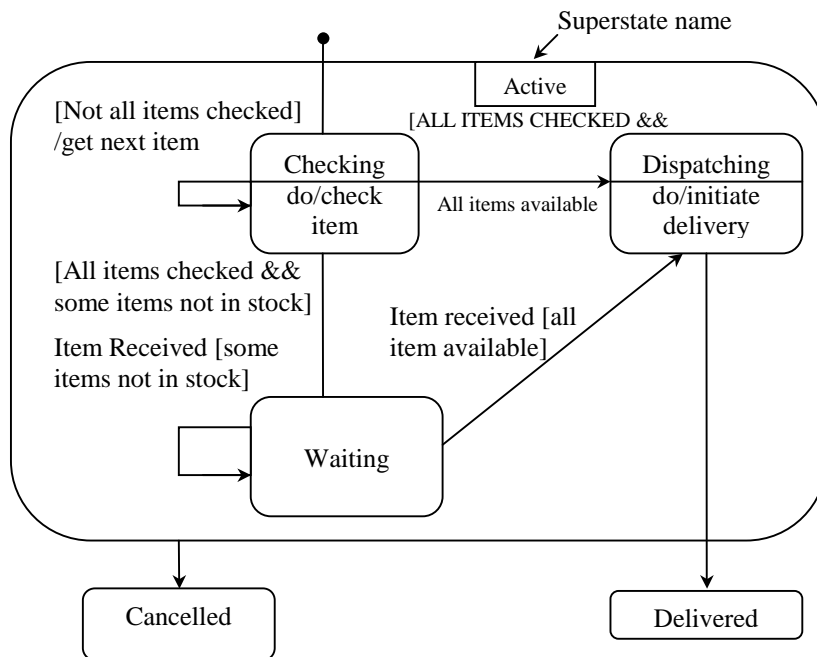 Superstate name
Active
[Not all items checked]
/get next item
[ALL ITEMS CHECKED &&
Checking
do/check
item
All items available
Dispatching
do/initiate
delivery
[All items checked &&
some items not in stock]
Item Received [some
items not in stock]
Item received [all
item available]
Waiting
Cancelled
Delivered